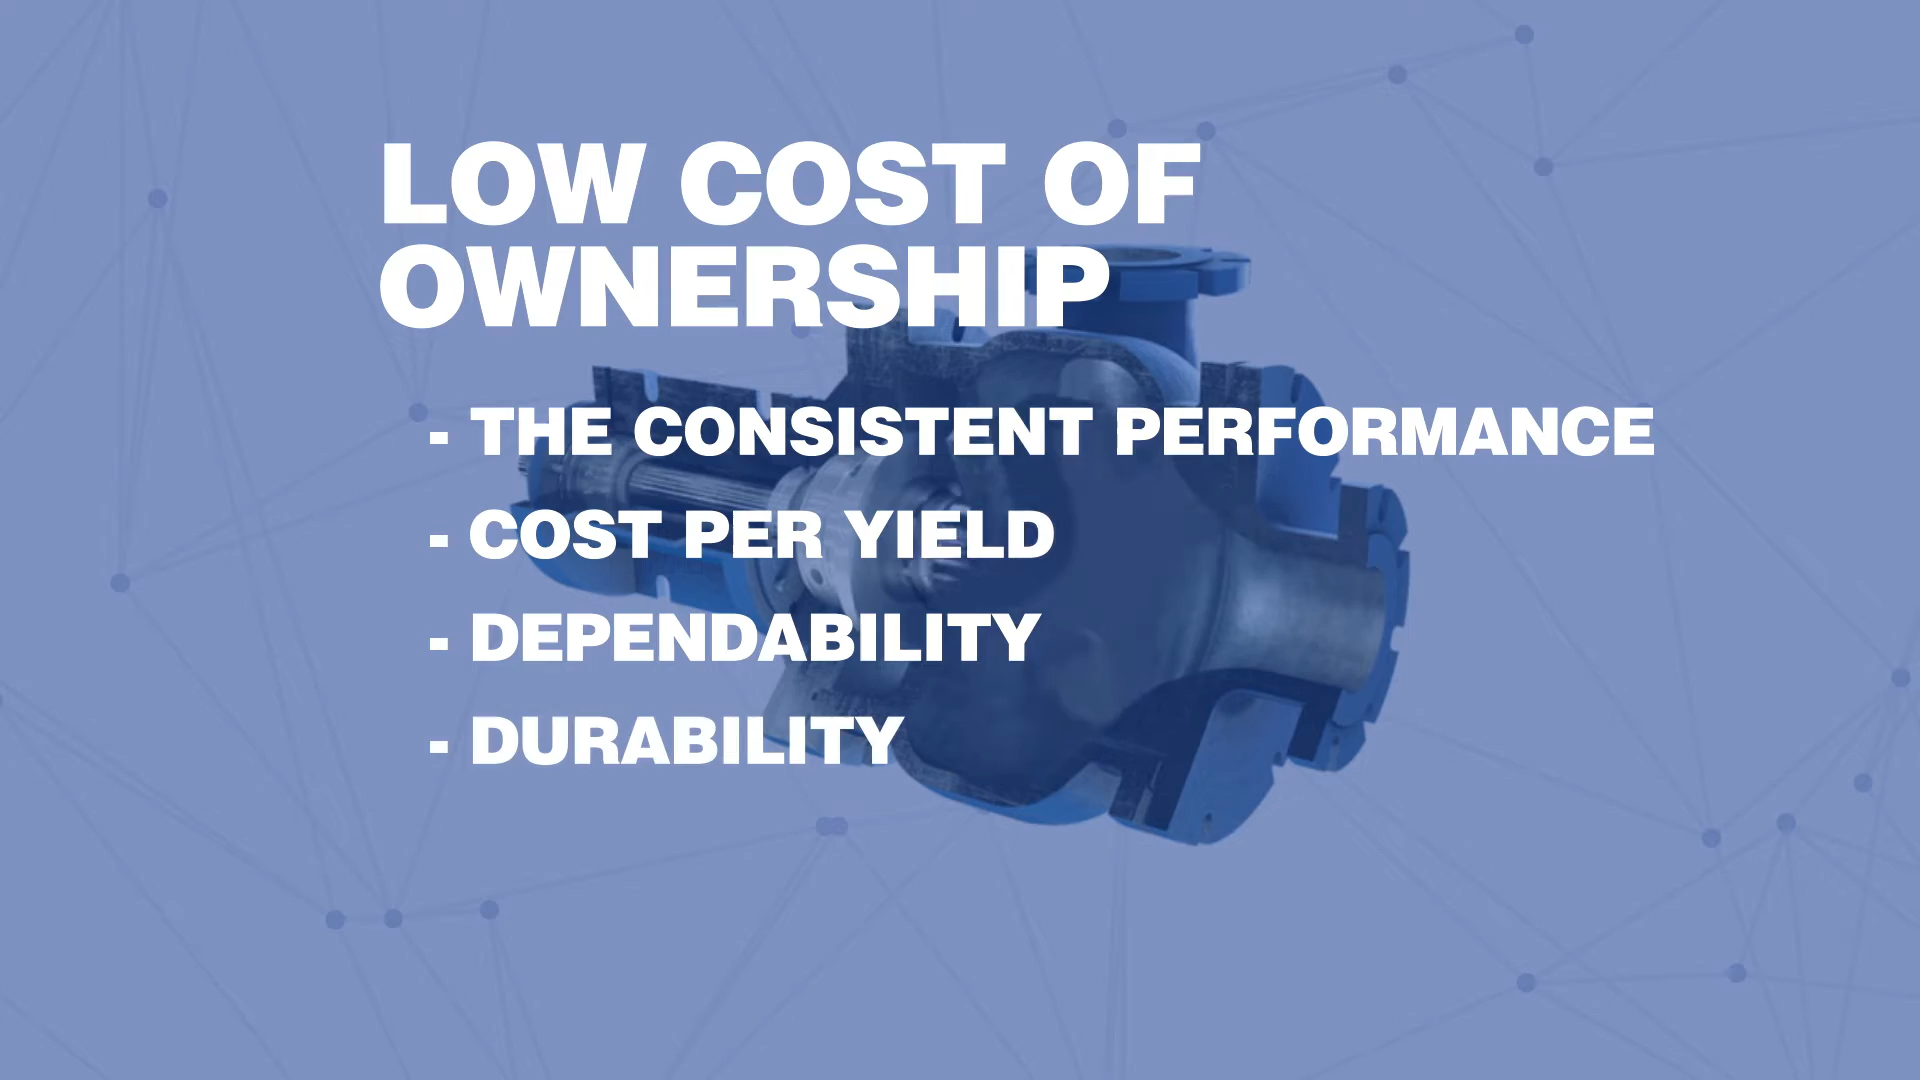 LOW COST OF
OWNERSHIP
- THE CONSISTENT PERFORMANCE
- COST PER YIELD
- DEPENDABILITY
- DURABILITY